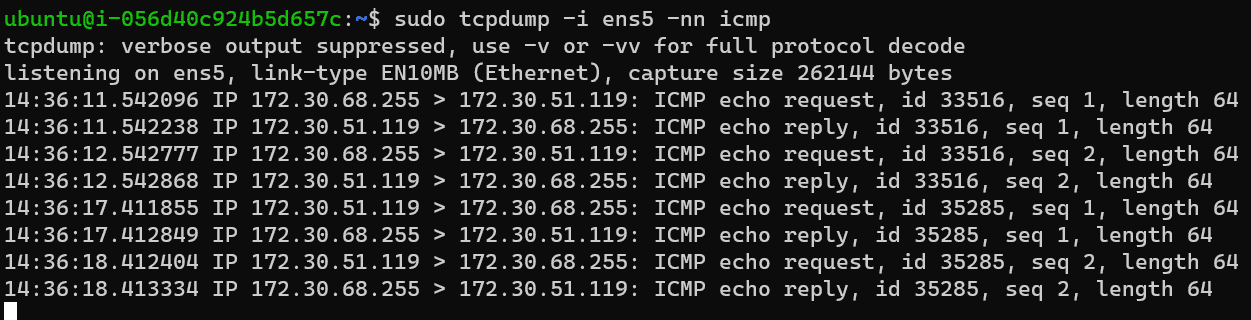 ubuntu@i-056d40c924b5d657c:~$ sudo tcpdump -i ens5 -nn icmp
tcpdump: verbose output suppressed, use -v or -vv for full protocol decode
listening on ens5, link-type EN10MB (Ethernet), capture size 262144 bytes
14:36:11.542096 IP 172.30.68.255 > 172.30.51.119: ICMP echo request, id 33516, seq 1, length 64
14:36:11.542238 IP 172.30.51.119 > 172.30.68.255: ICMP echo reply, id 33516, seq 1, length 64
14:36:12.542777 IP 172.30.68.255 > 172.30.51.119: ICMP echo request, id 33516, seq 2, length 64
14:36:12.542868 IP 172.30.51.119 > 172.30.68.255: ICMP echo reply, id 33516, seq 2, length 64
14:36:17.411855 IP 172.30.51.119 > 172.30.68.255: ICMP echo request, id 35285, seq 1, length 64
14:36:17.412849 IP 172.30.68.255 > 172.30.51.119: ICMP echo reply, id 35285, seq 1, length 64
14:36:18.412404 IP 172.30.51.119 > 172.30.68.255: ICMP echo request, id 35285, seq 2, length 64
14:36:18.413334 IP 172.30.68.255 > 172.30.51.119: ICMP echo reply, id 35285, seq 2, length 64